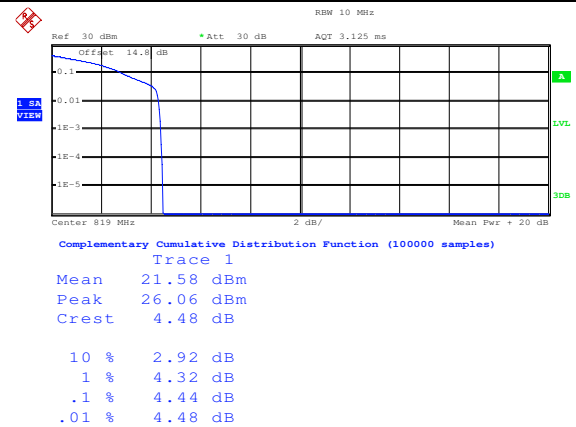 RBW 10 MHz
Ref 30 dBm *Att 30 dB AQT 3.125 ms
Offset 14.8 dB
0.1
A
0.01
1 SA
VIEW
1E-3
LVL
1E-4
1E-5
3DB
Center 819 MHz 2 dB/ Mean Pwr + 20 dB
Complementary Cumulative Distribution Function (100000 samples)
Trace 1
Mean 21.58 dBm
Peak 26.06 dBm
Crest 4.48 dB
10 % 2.92 dB
1 % 4.32 dB
.1 % 4.44 dB
.01 % 4.48 dB